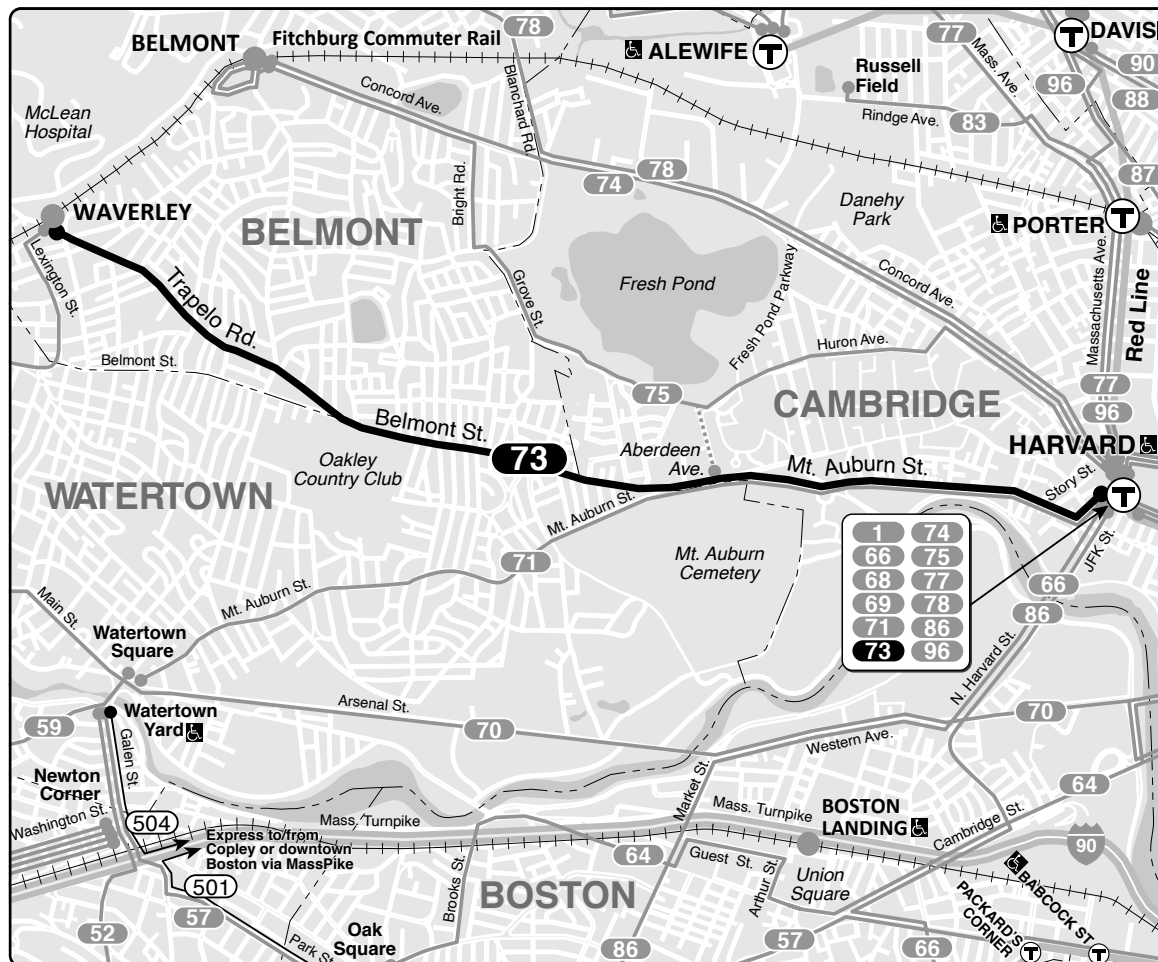 78
77
DAVIS
BELMONT
Fitchburg Commuter Rail
ALEWIFE
T
T
90
Mass. Ave.
Russell
Field
96
88
McLean
Hospital
Concord Ave.
Blanchard Rd.
Rindge Ave.
83
87
74
78
Bright Rd.
Danehy
Park
WAVERLEY
BELMONT
PORTER
T
Lexington St.
Trapelo Rd.
Grove St.
Fresh Pond
Fresh Pond Parkway
Concord Ave.
Massachusetts Ave.
Red Line
Belmont St.
Huron Ave.
75
77
96
CAMBRIDGE
Belmont St.
73
Aberdeen
Ave.
Mt. Auburn St.
HARVARD
Story St.
T
Oakley
Country Club
WATERTOWN
Mt. Auburn St.
71
Mt. Auburn
Cemetery
1 74
66 75
68 77
69 78
71 86
73 96
JFK St.
66
86
Main St.
Mt. Auburn St.
Watertown
Square
N. Harvard St.
Arsenal St.
70
70
59
Watertown
Yard
Galen St.
Western Ave.
Market St.
64
Newton
Corner
Washington St.
504
Express to/from
Copley or downtown
Boston via MassPike
501
Mass. Turnpike
Mass. Turnpike
BOSTON
LANDING
Cambridge St.
90
64
Guest St.
Arthur St.
Union
Square
Brooks St.
BOSTON
57
52
Park St.
Oak
Square
86
57
66
PACKARD'S
CORNER
T
BABCOCK ST
T